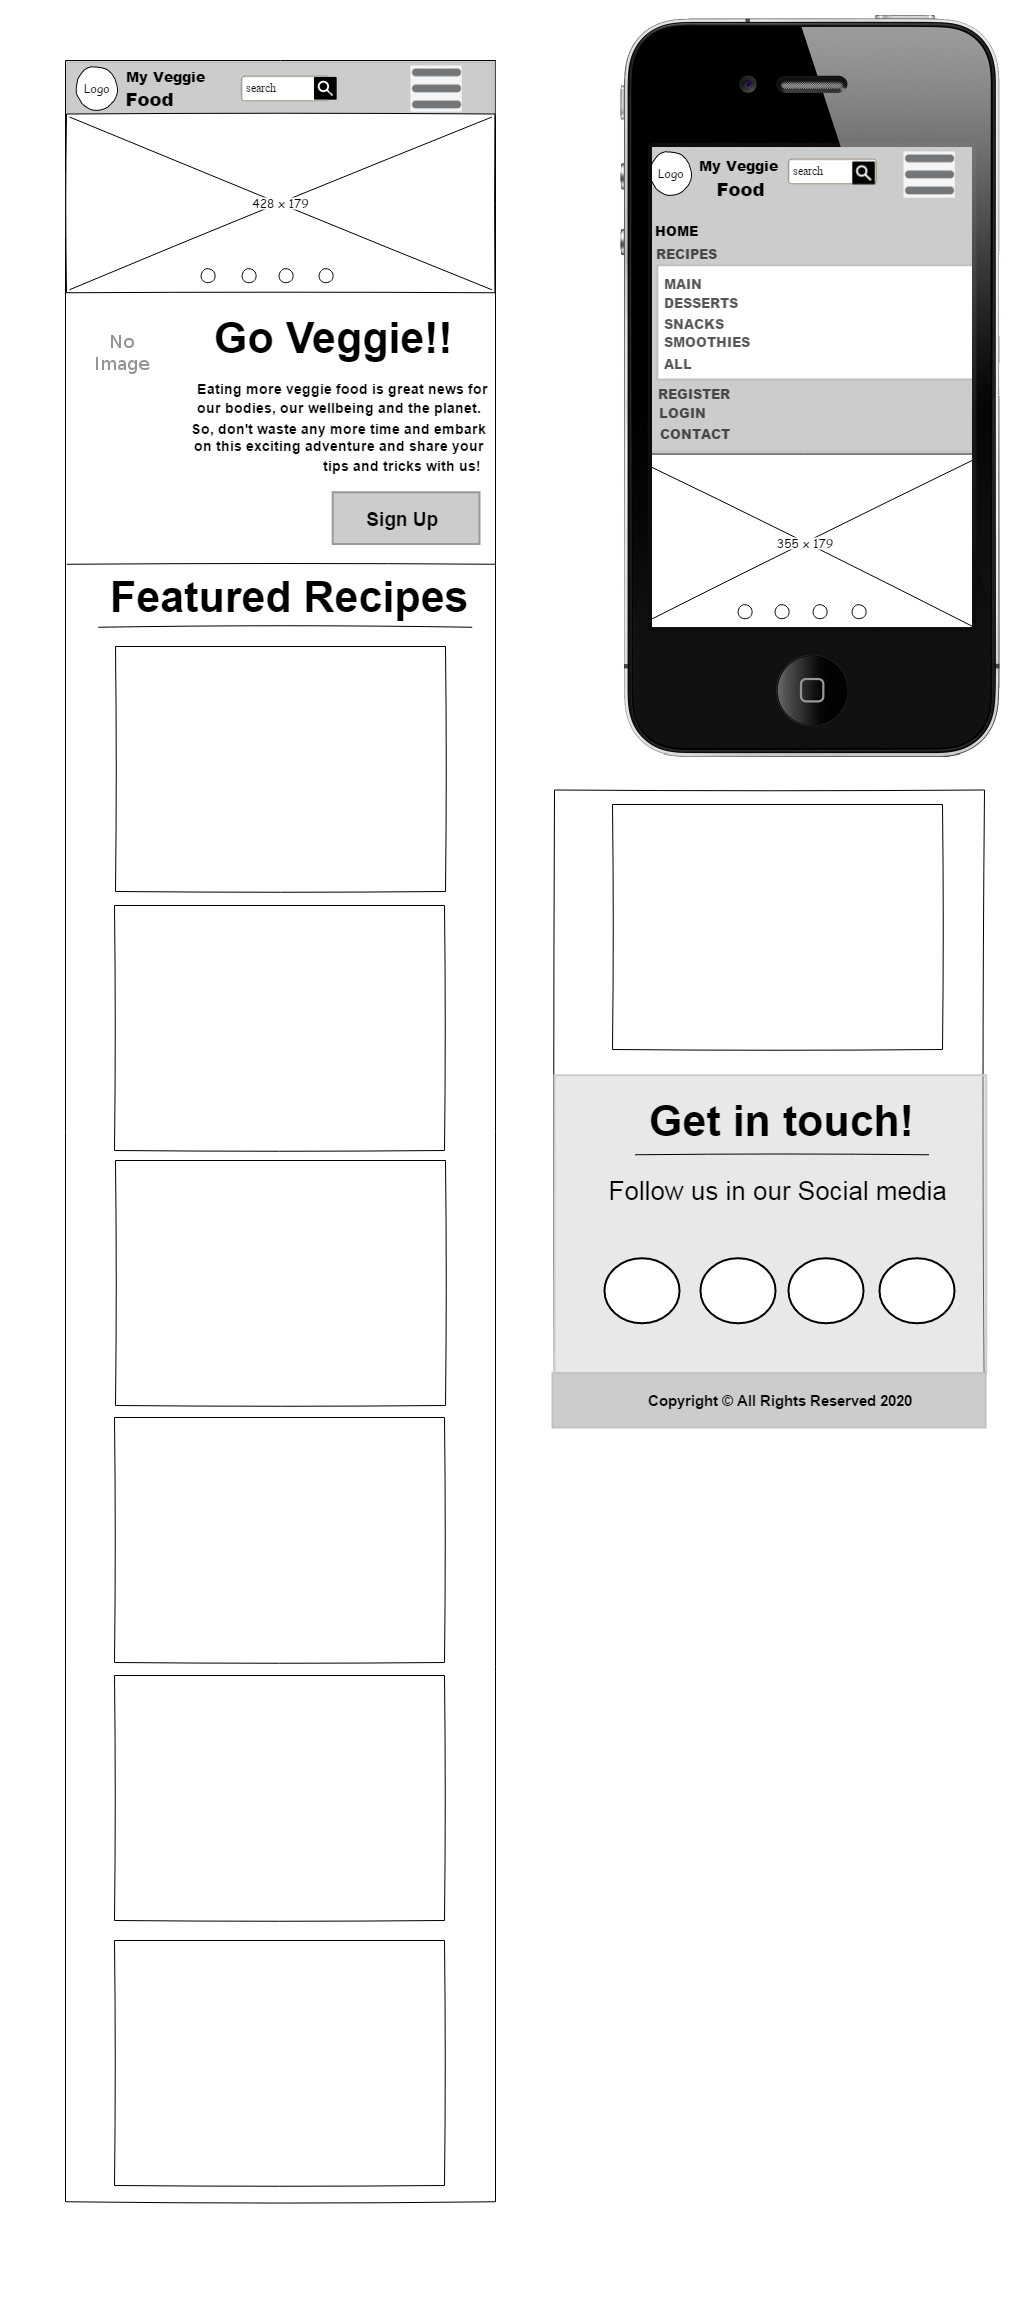 Logo
My Veggie
Food
search
428 x 179
No
Image
Go Veggie!!
Eating more veggie food is great news for
our bodies, our wellbeing and the planet.
So, don't waste any more time and embark
on this exciting adventure and share your
tips and tricks with us!
Sign Up
Featured Recipes
Logo
My Veggie
Food
search
HOME
RECIPES
MAIN
DESSERTS
SNACKS
SMOOTHIES
ALL
REGISTER
LOGIN
CONTACT
355 x 179
Get in touch!
Follow us in our Social media
Copyright © All Rights Reserved 2020